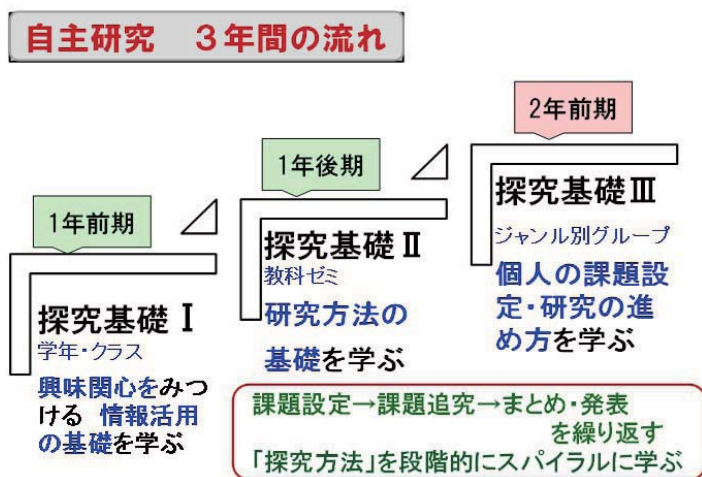 自主研究　３年間の流れ
1年前期
探究基礎Ⅰ
学年・クラス
興味関心をみつ
ける 情報活用
の基礎を学ぶ
1年後期
探究基礎Ⅱ
教科ゼミ
研究方法の
基礎を学ぶ
2年前期
探究基礎Ⅲ
ジャンル別グループ
個人の課題設
定・研究の進
め方を学ぶ
課題設定→課題追究→まとめ・発表
を繰り返す
「探究方法」を段階的にスパイラルに学ぶ